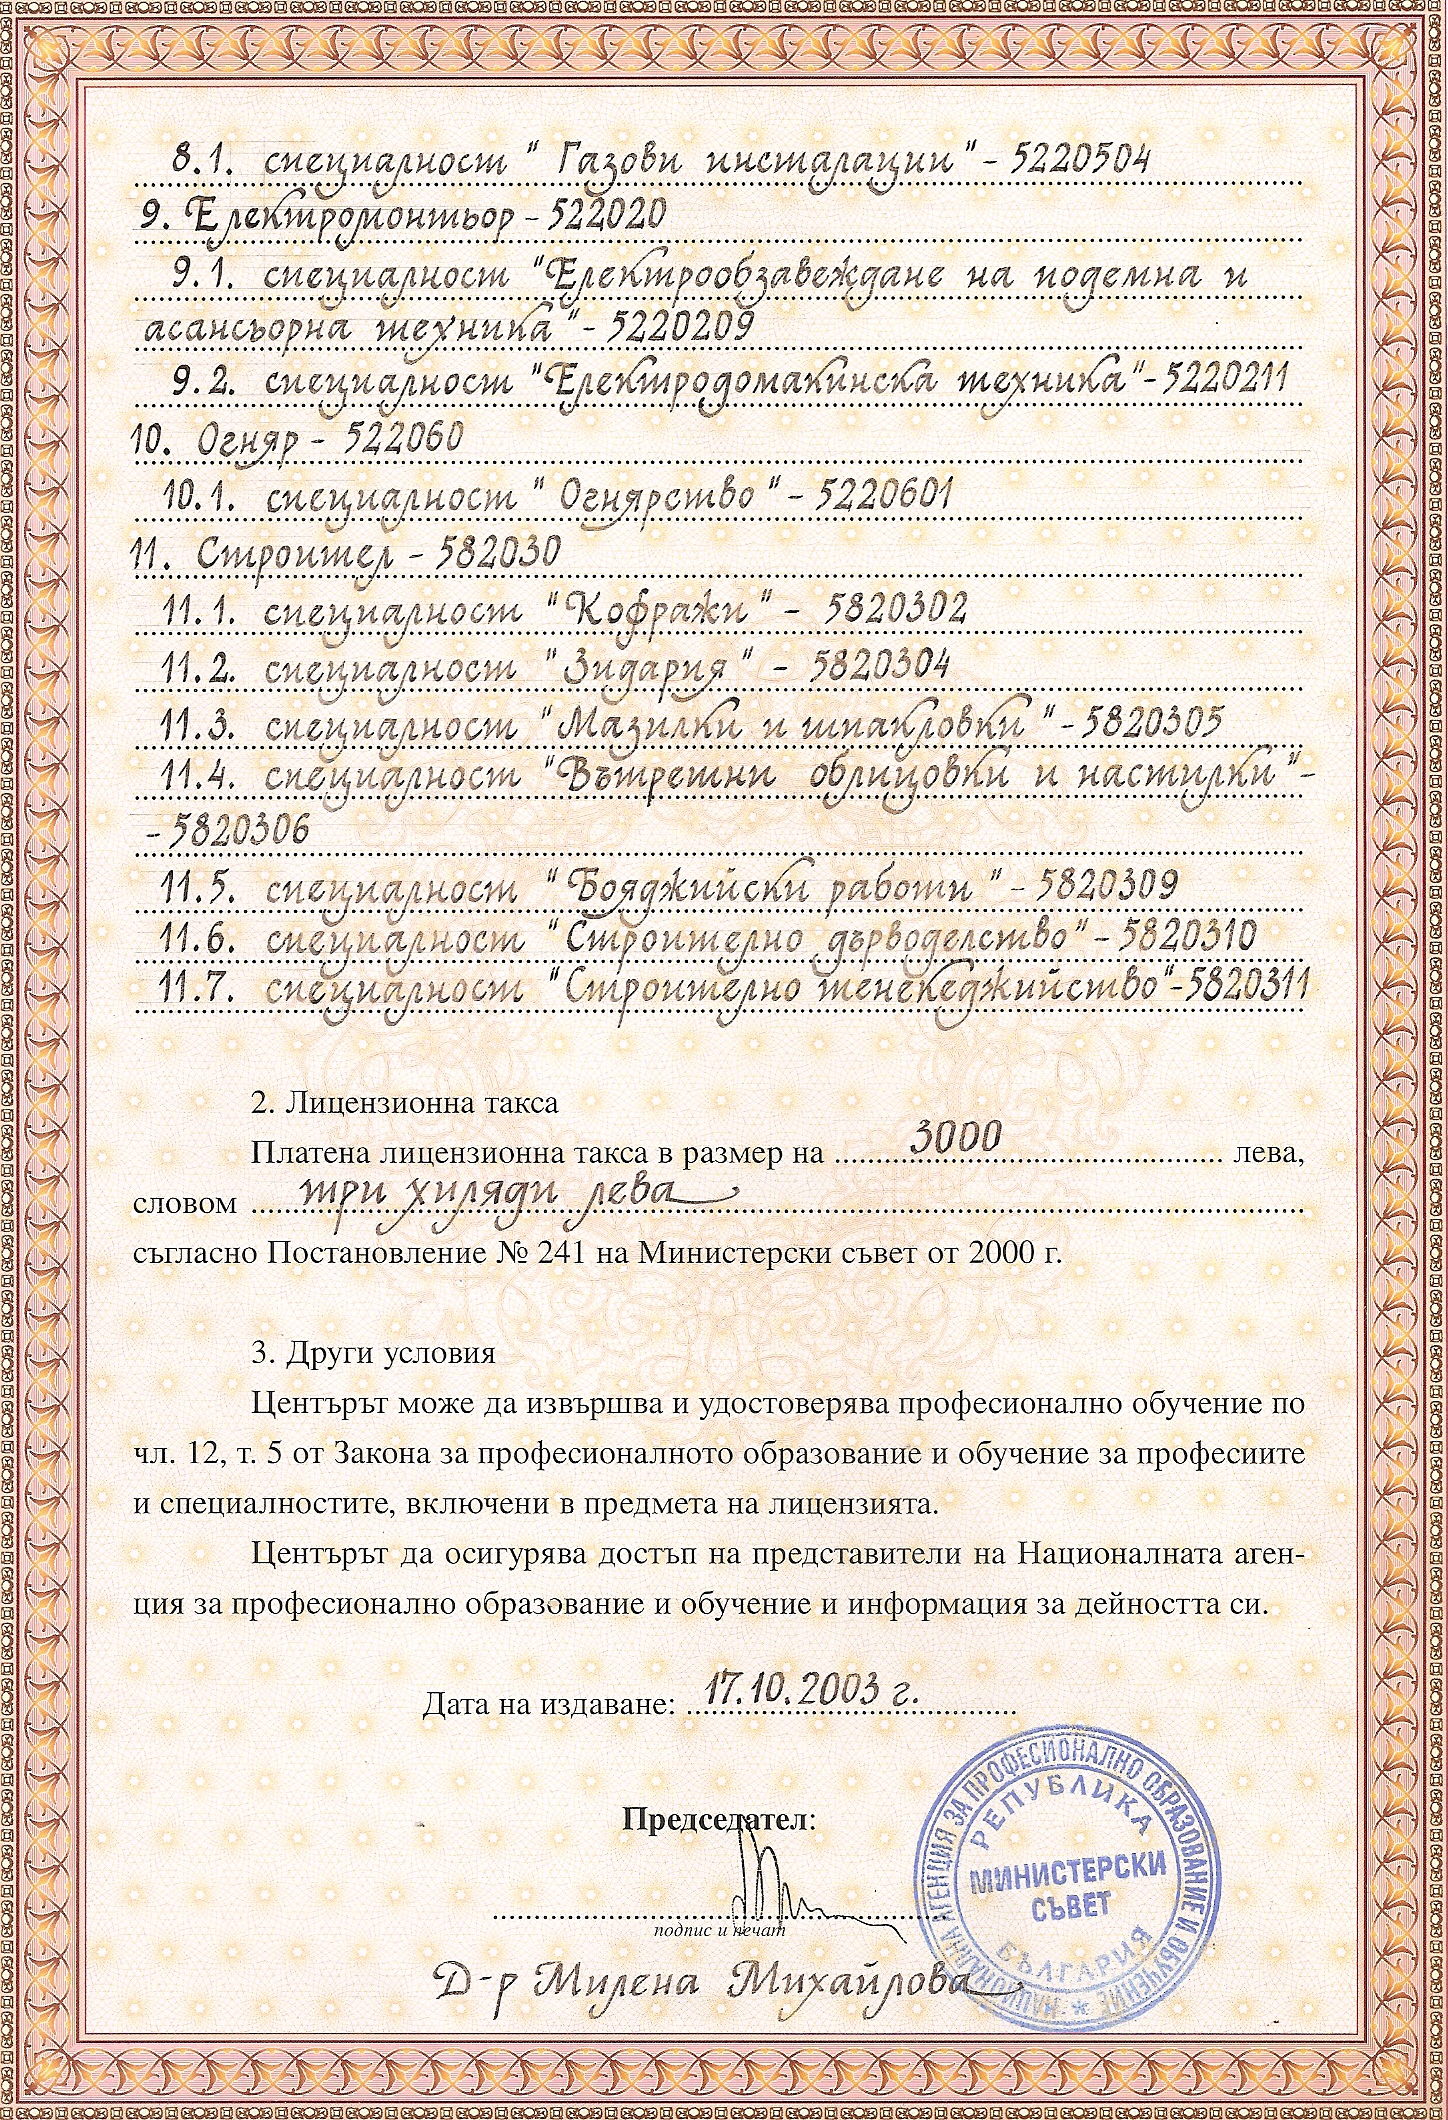 8.1. специалност " Газови инсталации" - 5220504
9. Електромонтьор - 522020
9.1. специалност "Електрообзавеждане на подемна и
асансьорна техника" - 5220209
9.2. специалност "Електродомакинска техника" - 5220211
10. Огняр - 522060
10.1. специалност " Огнярство " - 5220601
11. Строител - 582030
11.1. специалност "Кофражи " - 5820302
11.2. специалност " Зидария " - 5820304
11.3. специалност "Мазилки и шпакловки " - 5820305
11.4. специалност "Вътрешни облицовки и настилки" -
- 5820306
11.5. специалност " Бояджийски работи " - 5820309
11.6. специалност "Строително дърводелство" - 5820310
11.7. специалност "Строително тенекеджийство" - 5820311
2. Лицензионна такса
Платена лицензионна такса в размер на 3000 лева,
словом три хиляди лева
съгласно Постановление № 241 на Министерски съвет от 2000 г.
3. Други условия
Центърът може да извършва и удостоверява професионално обучение по
чл. 12, т. 5 от Закона за професионалното образование и обучение за професиите
и специалностите, включени в предмета на лицензията.
Центърът да осигурява достъп на представители на Националната аген-
ция за професионално образование и обучение и информация за дейността си.
Дата на издаване: 17.10.2003 г.
Председател:
подпис и печат
Д-р Милена Михайлова
НАЦИОНАЛНА АГЕНЦИЯ ЗА ПРОФЕСИОНАЛНО ОБРАЗОВАНИЕ И ОБУЧЕНИЕ *
РЕПУБЛИКА
МИНИСТЕРСКИ
СЪВЕТ
БЪЛГАРИЯ